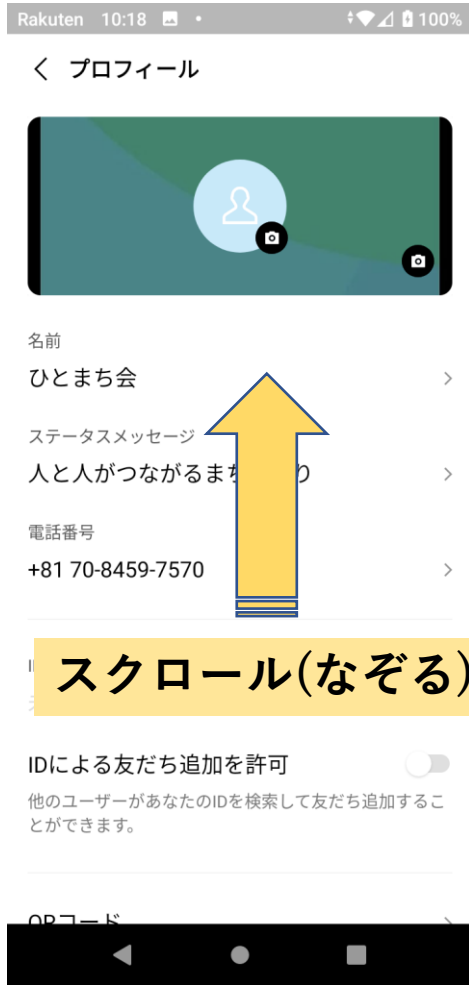 Rakuten 10:18 100%
プロフィール
名前
ひとまち会
ステータスメッセージ
人と人がつながるまち
電話番号
+81 70-8459-7570
スクロール(なぞる)
IDによる友だち追加を許可
他のユーザーがあなたのIDを検索して友だち追加するこ
とができます。
QRコード